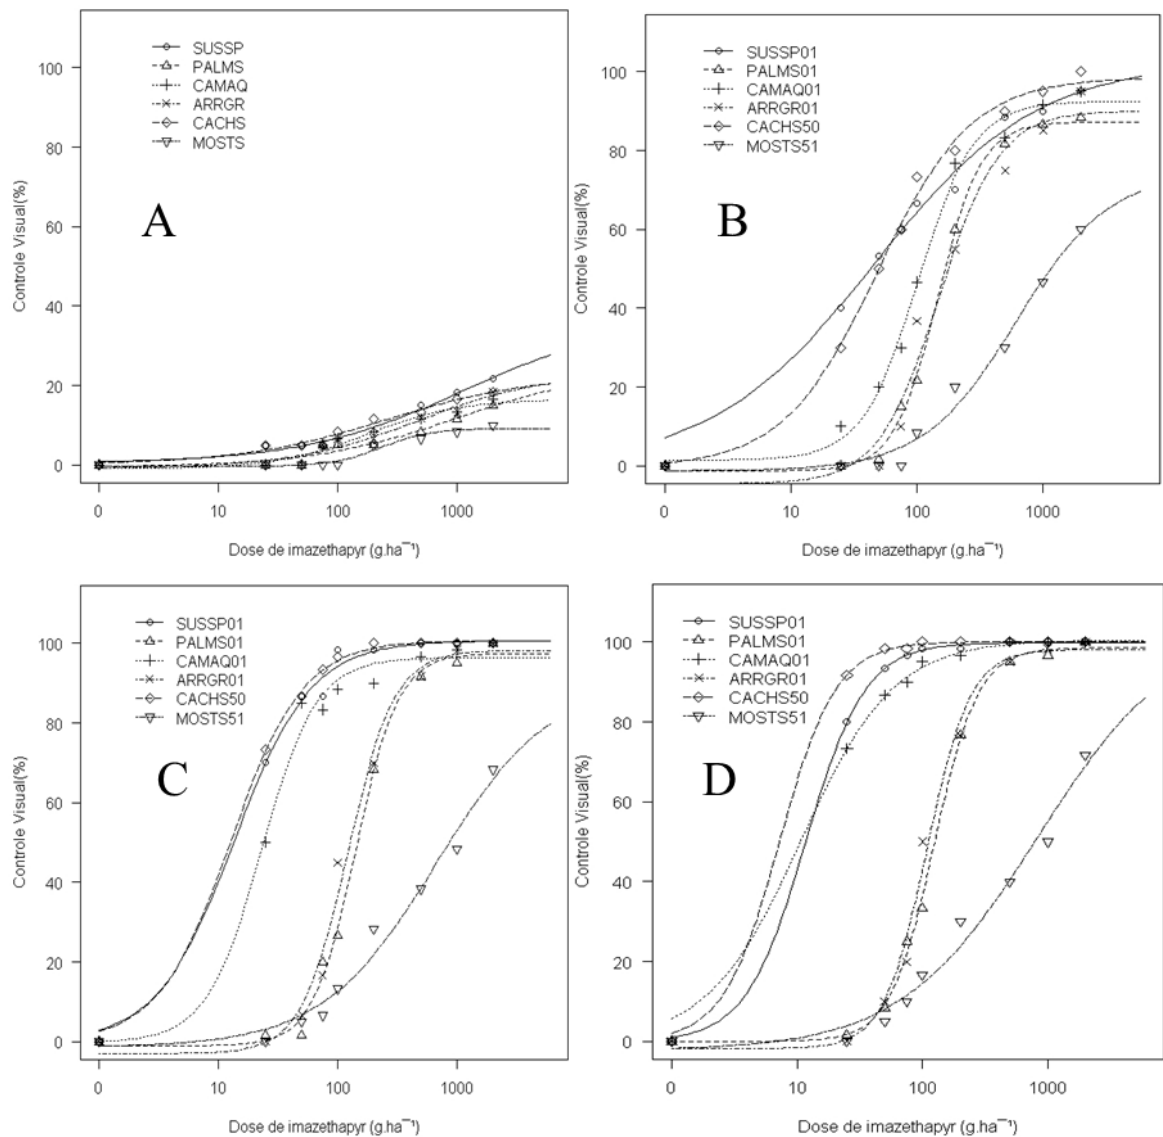 SUSSP
PALMS
CAMAQ
ARRGR
CACHS
MOSTS
A
Controle Visual(%)
100
80
60
40
20
0
0 10 100 1000
Dose de imazethapyr (g.ha⁻¹)
SUSSP01
PALMS01
CAMAQ01
ARRGR01
CACHS50
MOSTS51
B
Controle Visual(%)
100
80
60
40
20
0
0 10 100 1000
Dose de imazethapyr (g.ha⁻¹)
SUSSP01
PALMS01
CAMAQ01
ARRGR01
CACHS50
MOSTS51
C
Controle Visual(%)
100
80
60
40
20
0
0 10 100 1000
Dose de imazethapyr (g.ha⁻¹)
SUSSP01
PALMS01
CAMAQ01
ARRGR01
CACHS50
MOSTS51
D
Controle Visual(%)
100
80
60
40
20
0
0 10 100 1000
Dose de imazethapyr (g.ha⁻¹)